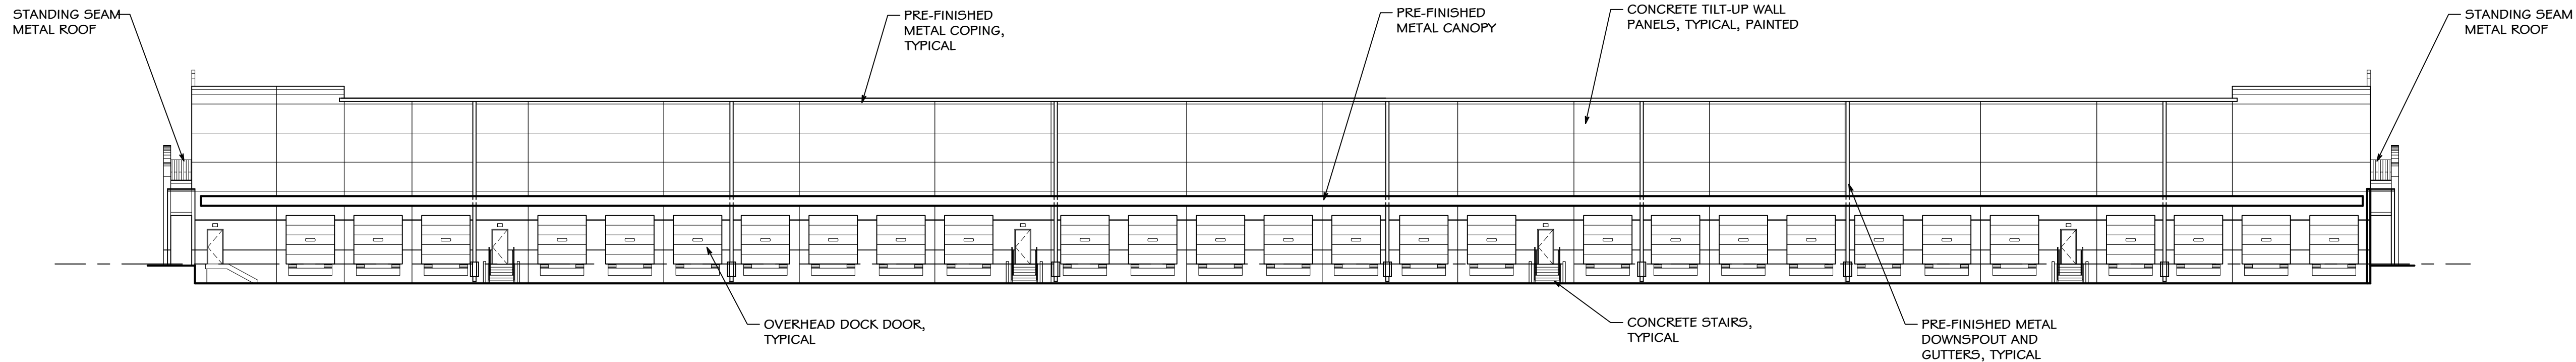 STANDING SEAM
METAL ROOF
PRE-FINISHED
METAL COPING,
TYPICAL
PRE-FINISHED
METAL CANOPY
CONCRETE TILT-UP WALL
PANELS, TYPICAL, PAINTED
STANDING SEAM
METAL ROOF
OVERHEAD DOCK DOOR,
TYPICAL
CONCRETE STAIRS,
TYPICAL
PRE-FINISHED METAL
DOWNSPOUT AND
GUTTERS, TYPICAL